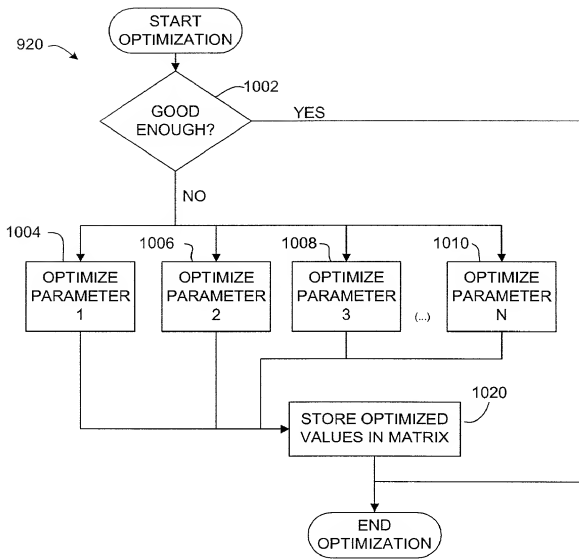 START
OPTIMIZATION
920
1002
GOOD
ENOUGH?
YES
NO
1004
1006
1008
1010
OPTIMIZE
PARAMETER
1
OPTIMIZE
PARAMETER
2
OPTIMIZE
PARAMETER
3
(...)
OPTIMIZE
PARAMETER
N
1020
STORE OPTIMIZED
VALUES IN MATRIX
END
OPTIMIZATION